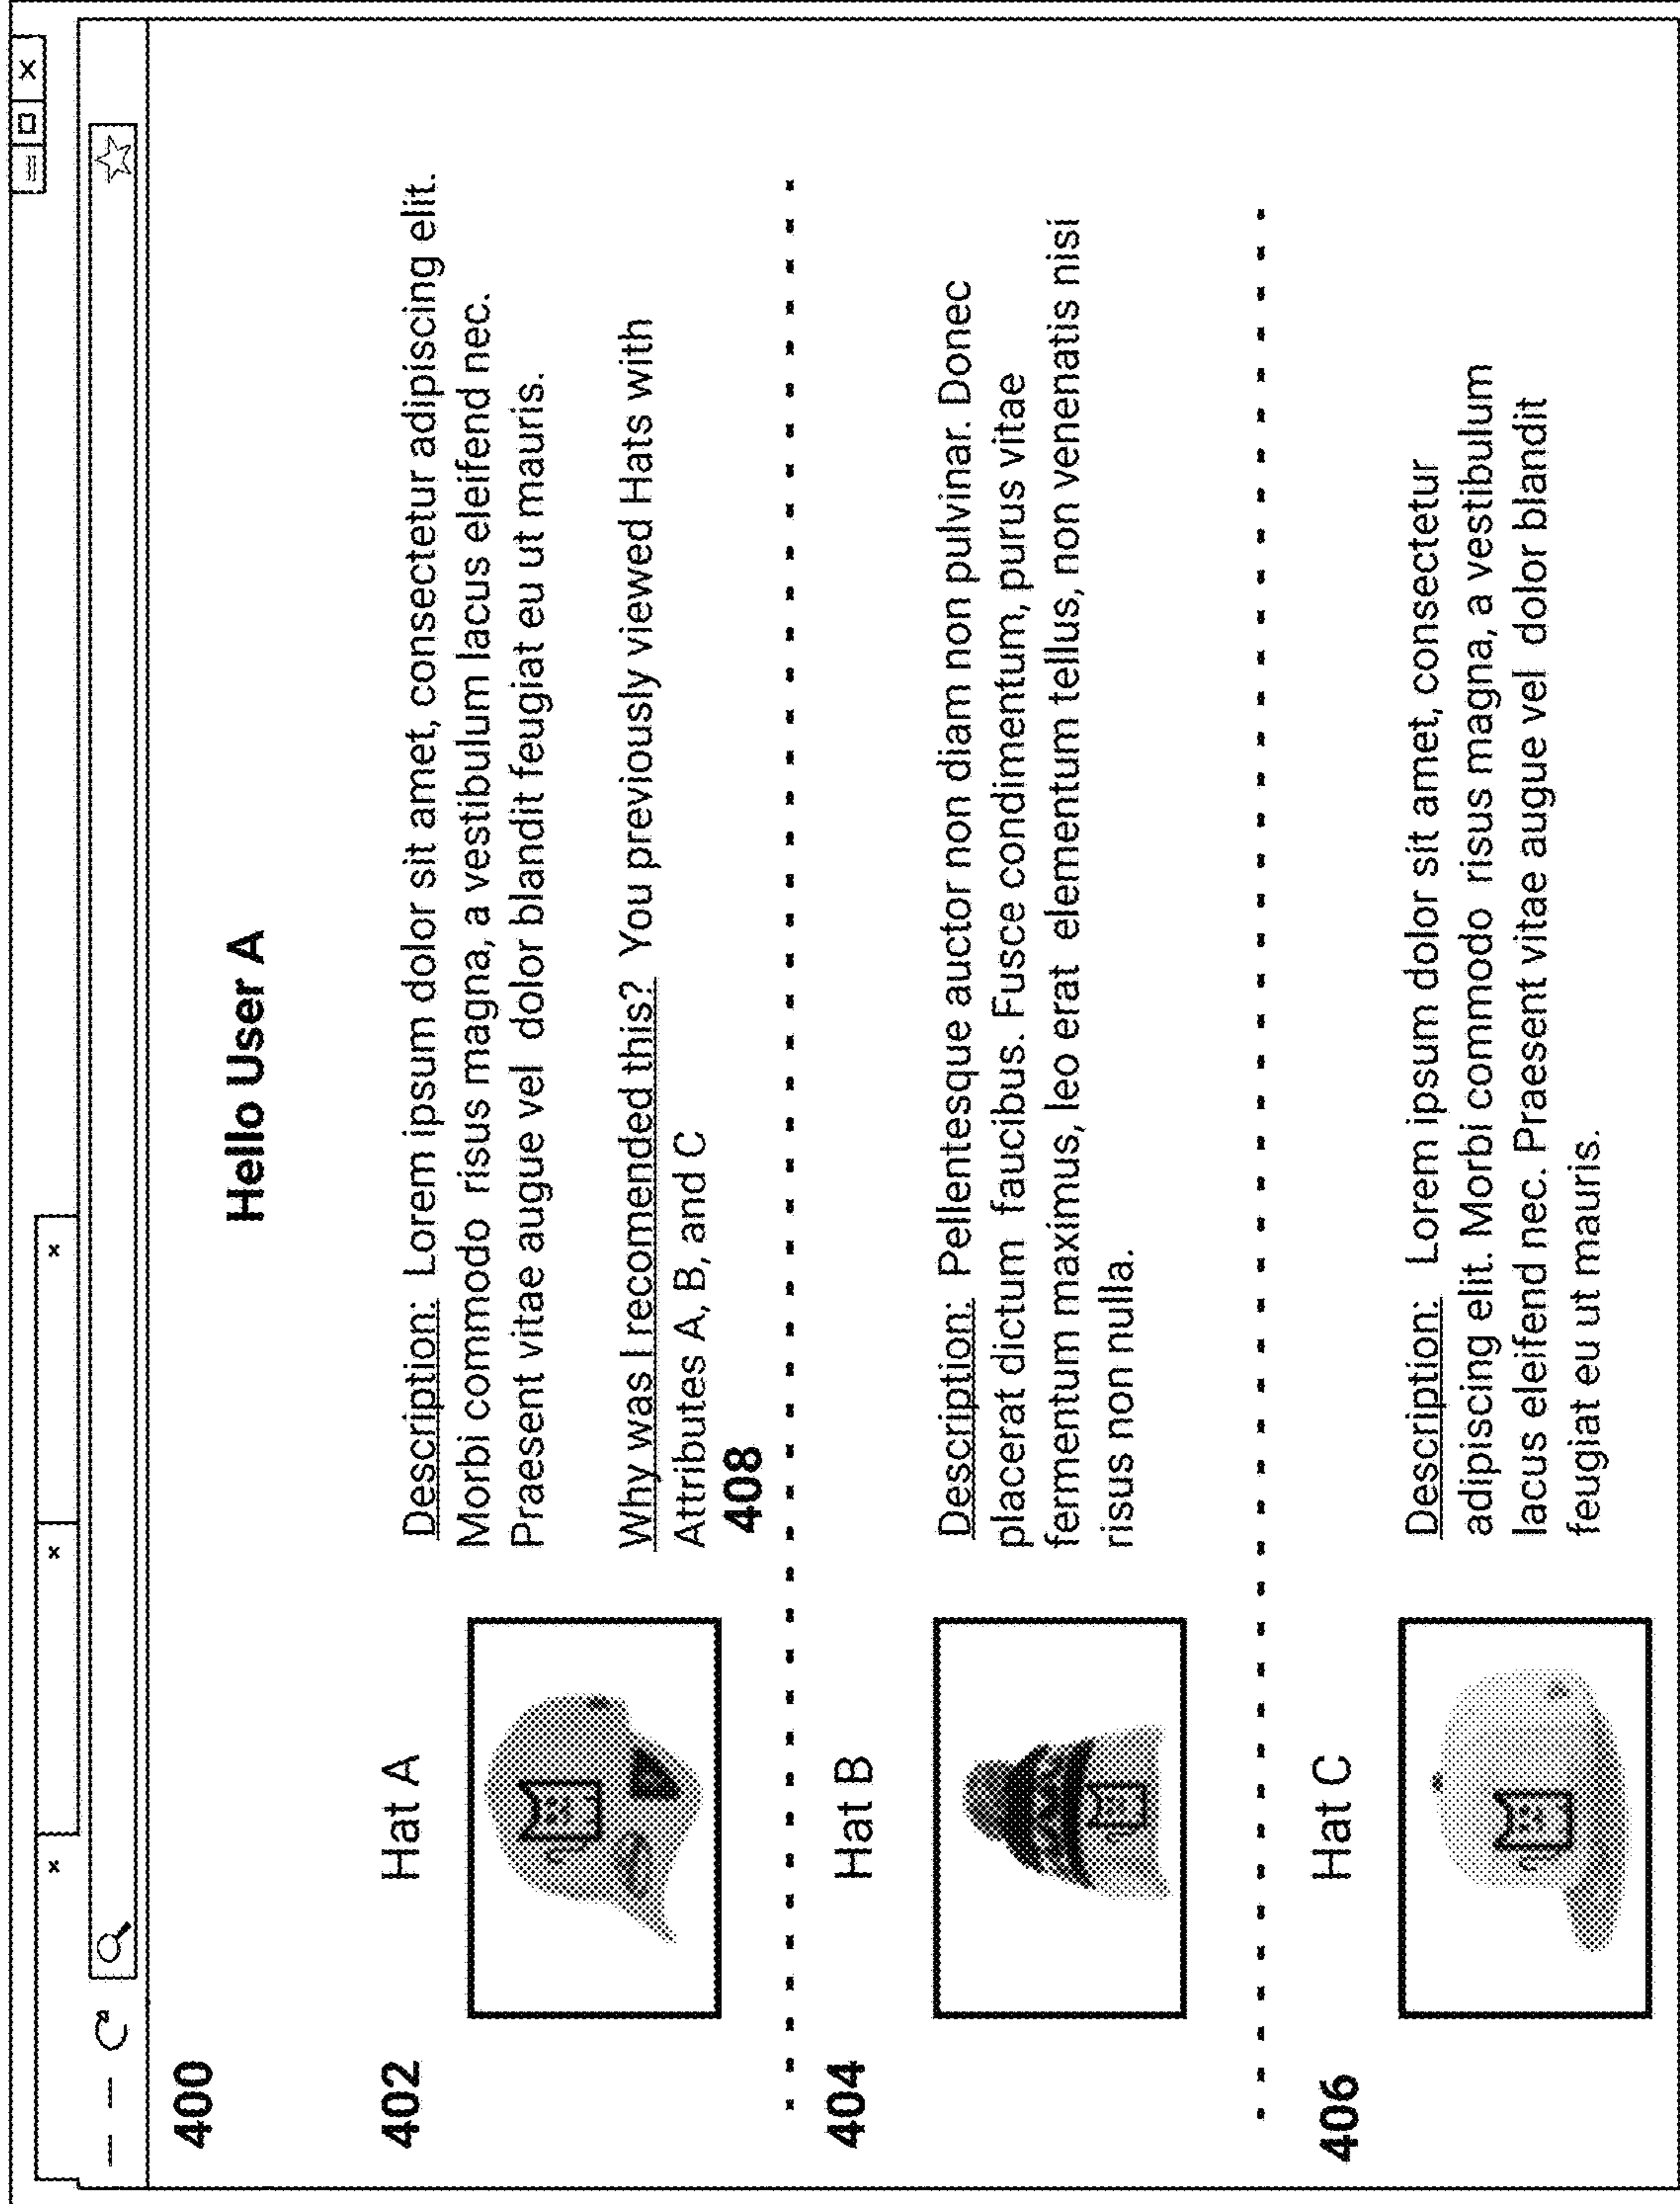 400
Hello User A
402
Hat A
Description: Lorem ipsum dolor sit amet, consectetur adipiscing elit.
Morbi commodo risus magna, a vestibulum lacus eleifend nec.
Praesent vitae augue vel dolor blandit feugiat eu ut mauris.
Why was I recomended this? You previously viewed Hats with
Attributes A, B, and C
408
404
Hat B
Description: Pellentesque auctor non diam non pulvinar. Donec
placerat dictum faucibus. Fusce condimentum, purus vitae
fermentum maximus, leo erat elementum tellus, non venenatis nisi
risus non nulla.
406
Hat C
Description: Lorem ipsum dolor sit amet, consectetur
adipiscing elit. Morbi commodo risus magna, a vestibulum
lacus eleifend nec. Praesent vitae augue vel dolor blandit
feugiat eu ut mauris.